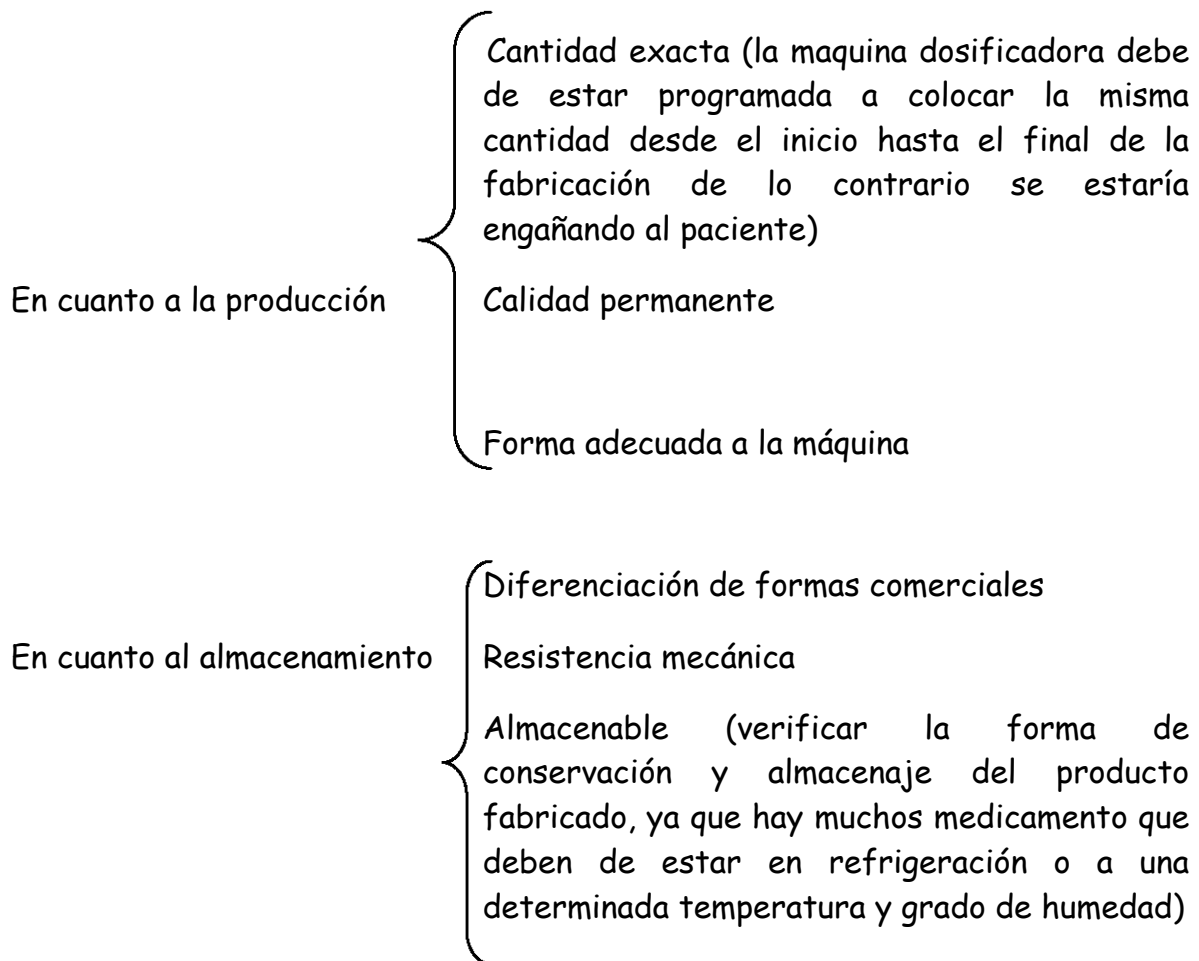 Cantidad exacta (la maquina dosificadora debe
de estar programada a colocar la misma
cantidad desde el inicio hasta el final de la
fabricación de lo contrario se estaría
engañando al paciente)
En cuanto a la producción
Calidad permanente
Forma adecuada a la máquina
Diferenciación de formas comerciales
En cuanto al almacenamiento
Resistencia mecánica
Almacenable (verificar la forma de
conservación y almacenaje del producto
fabricado, ya que hay muchos medicamento que
deben de estar en refrigeración o a una
determinada temperatura y grado de humedad)